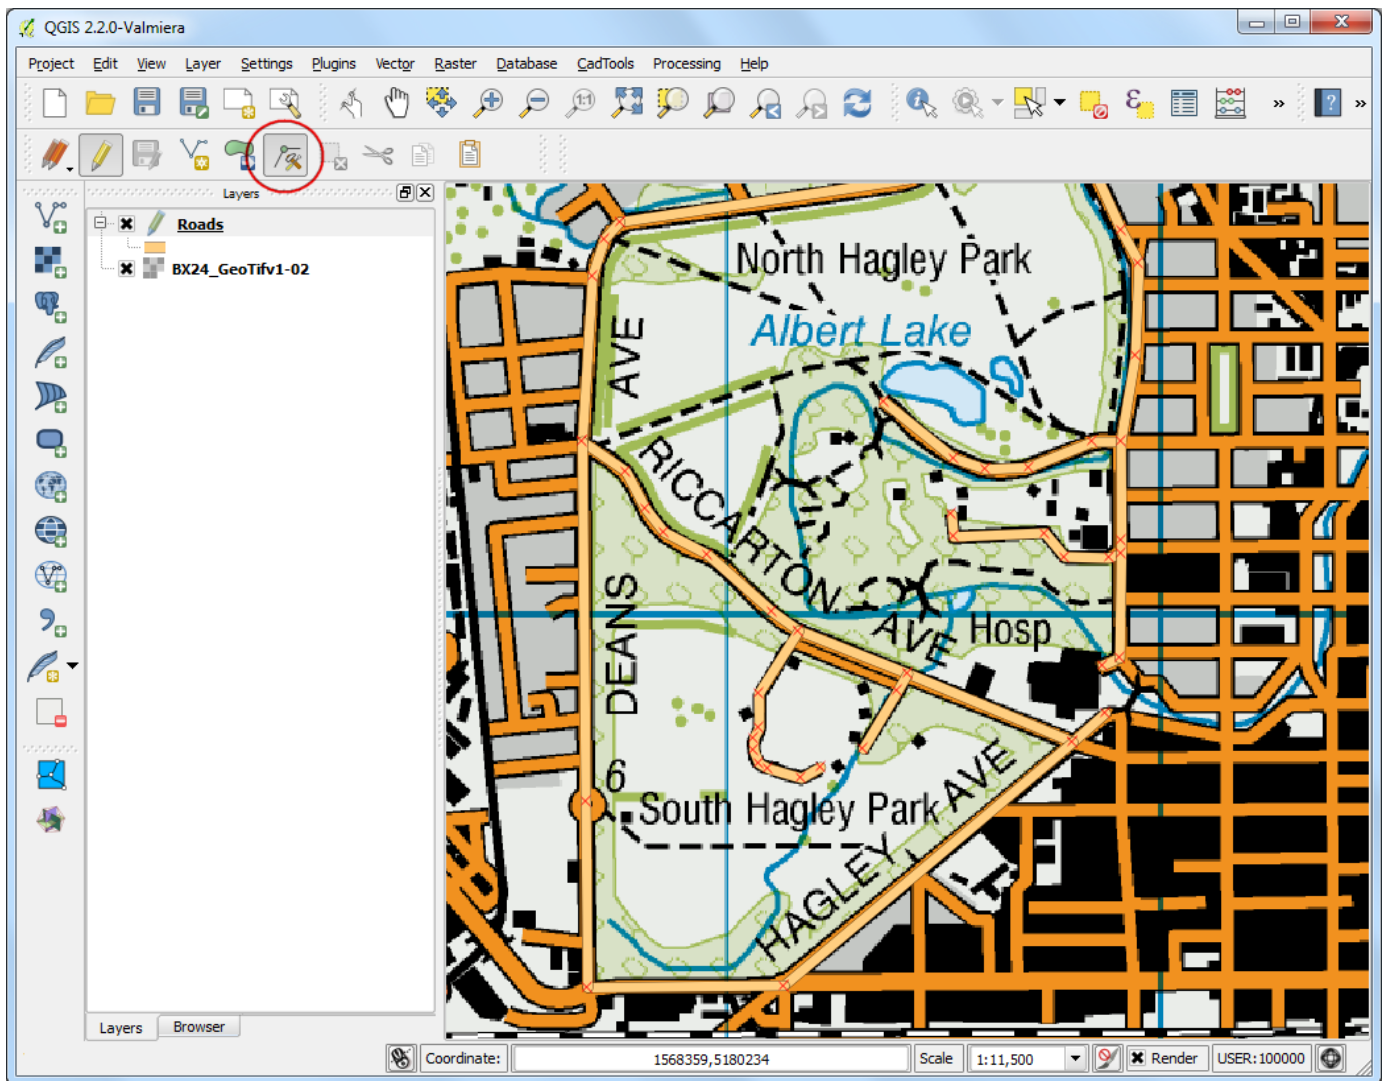 QGIS 2.2.0-Valmiera
Project Edit View Layer Settings Plugins Vector Raster Database CadTools Processing Help
1:1
ε
»
?
»
Layers
Roads
BX24_GeoTifv1-02
North Hagley Park
Albert Lake
AVE
RICCARTON
AVE
Hosp
DEANS
6
South Hagley Park
HAGLEY AVE
Layers
Browser
Coordinate:
1568359,5180234
Scale
1:11,500
Render
USER:100000